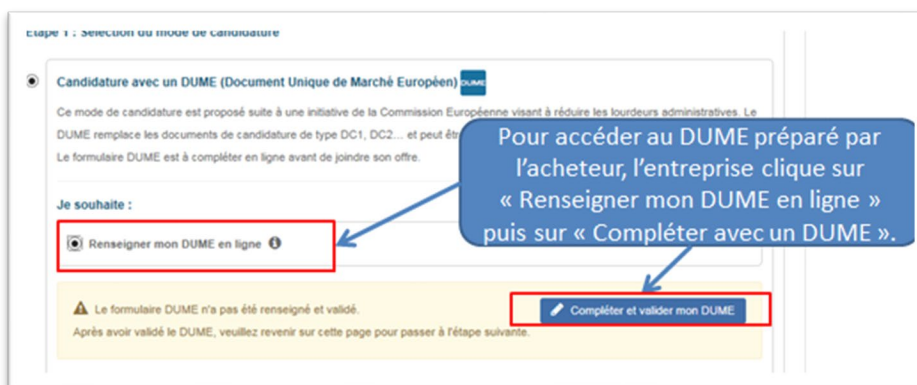 Etape 1 : Sélection du mode de candidature
Candidature avec un DUME (Document Unique de Marché Européen) DUME
Ce mode de candidature est proposé suite à une initiative de la Commission Européenne visant à réduire les lourdeurs administratives. Le
DUME remplace les documents de candidature de type DC1, DC2... et peut êtr
Le formulaire DUME est à compléter en ligne avant de joindre son offre.
Pour accéder au DUME préparé par
l'acheteur, l'entreprise clique sur
« Renseigner mon DUME en ligne »
puis sur « Compléter avec un DUME ».
Je souhaite :
Renseigner mon DUME en ligne
Le formulaire DUME n'a pas été renseigné et validé.
Compléter et valider mon DUME
Après avoir validé le DUME, veuillez revenir sur cette page pour passer à l'étape suivante.